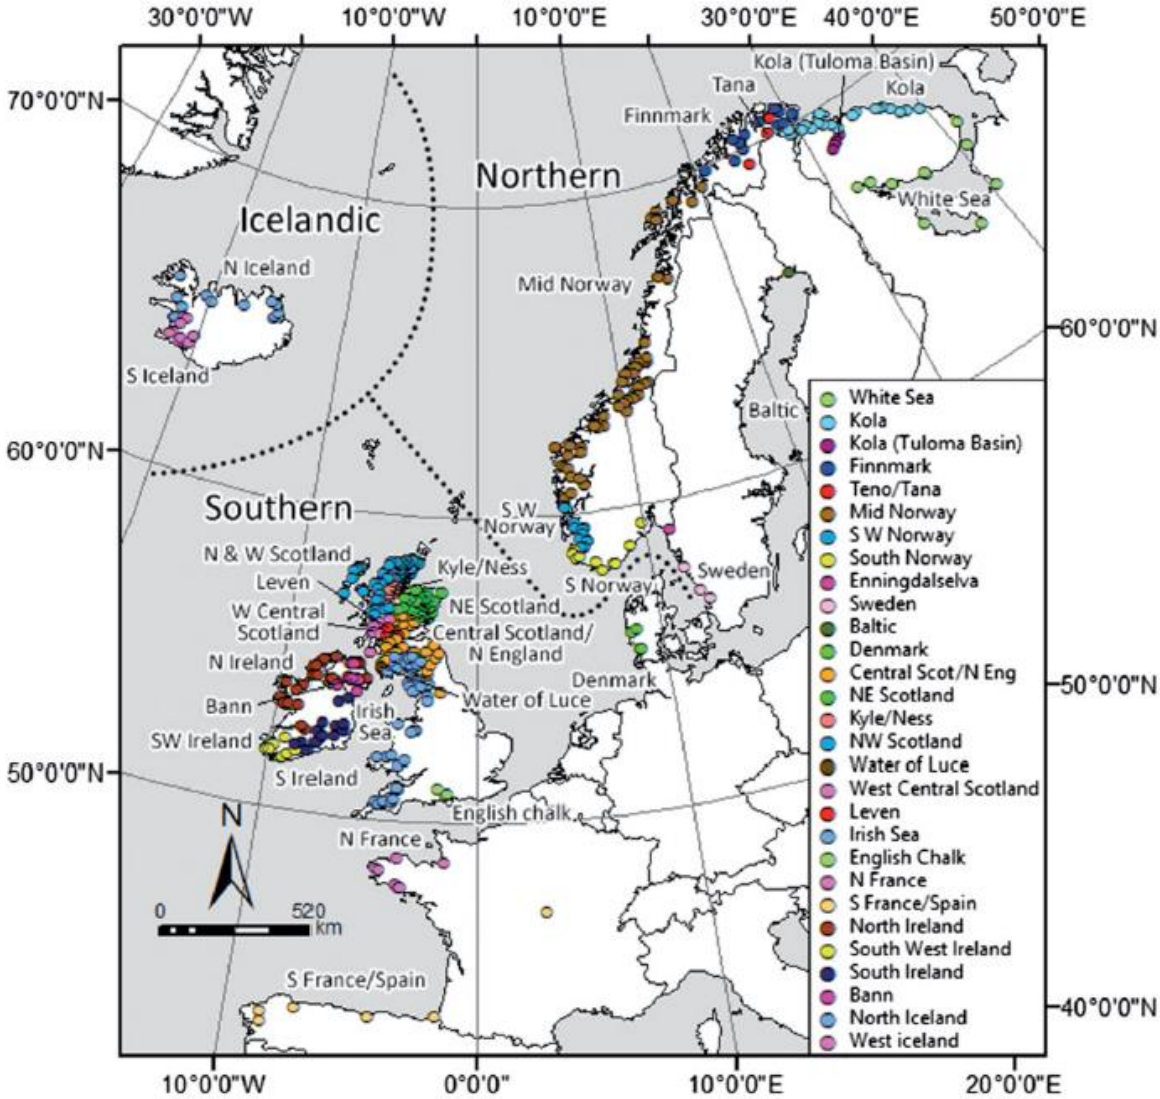 30°0'0"W
10°0'0"W
10°0'0"E
30°0'0"E
50°0'0"E
Kola (Tuloma Basin)
Tana
Kola
70°0'0"N
Finnmark
Northern
White Sea
Icelandic
N Iceland
Mid Norway
60°0'0"N
S Iceland
Baltic
60°0'0"N
Southern
S W
Norway
N & W Scotland
Kyle/Ness
Leven
S Norway
Sweden
W Central
Scotland
NE Scotland
Central Scotland/
N England
N Ireland
Denmark
50°0'0"N
Bann
Water of Luce
Irish
Sea
SW Ireland
50°0'0"N
S Ireland
English chalk
N
N France
0
520
km
S France/Spain
40°0'0"N
White Sea
Kola
Kola (Tuloma Basin)
Finnmark
Teno/Tana
Mid Norway
S W Norway
South Norway
Enningdalselva
Sweden
Baltic
Denmark
Central Scot/N Eng
NE Scotland
Kyle/Ness
NW Scotland
Water of Luce
West Central Scotland
Leven
Irish Sea
English Chalk
N France
S France/Spain
North Ireland
South West Ireland
South Ireland
Bann
North Iceland
West iceland
10°0'0"W
0°0'0"
10°0'0"E
20°0'0"E